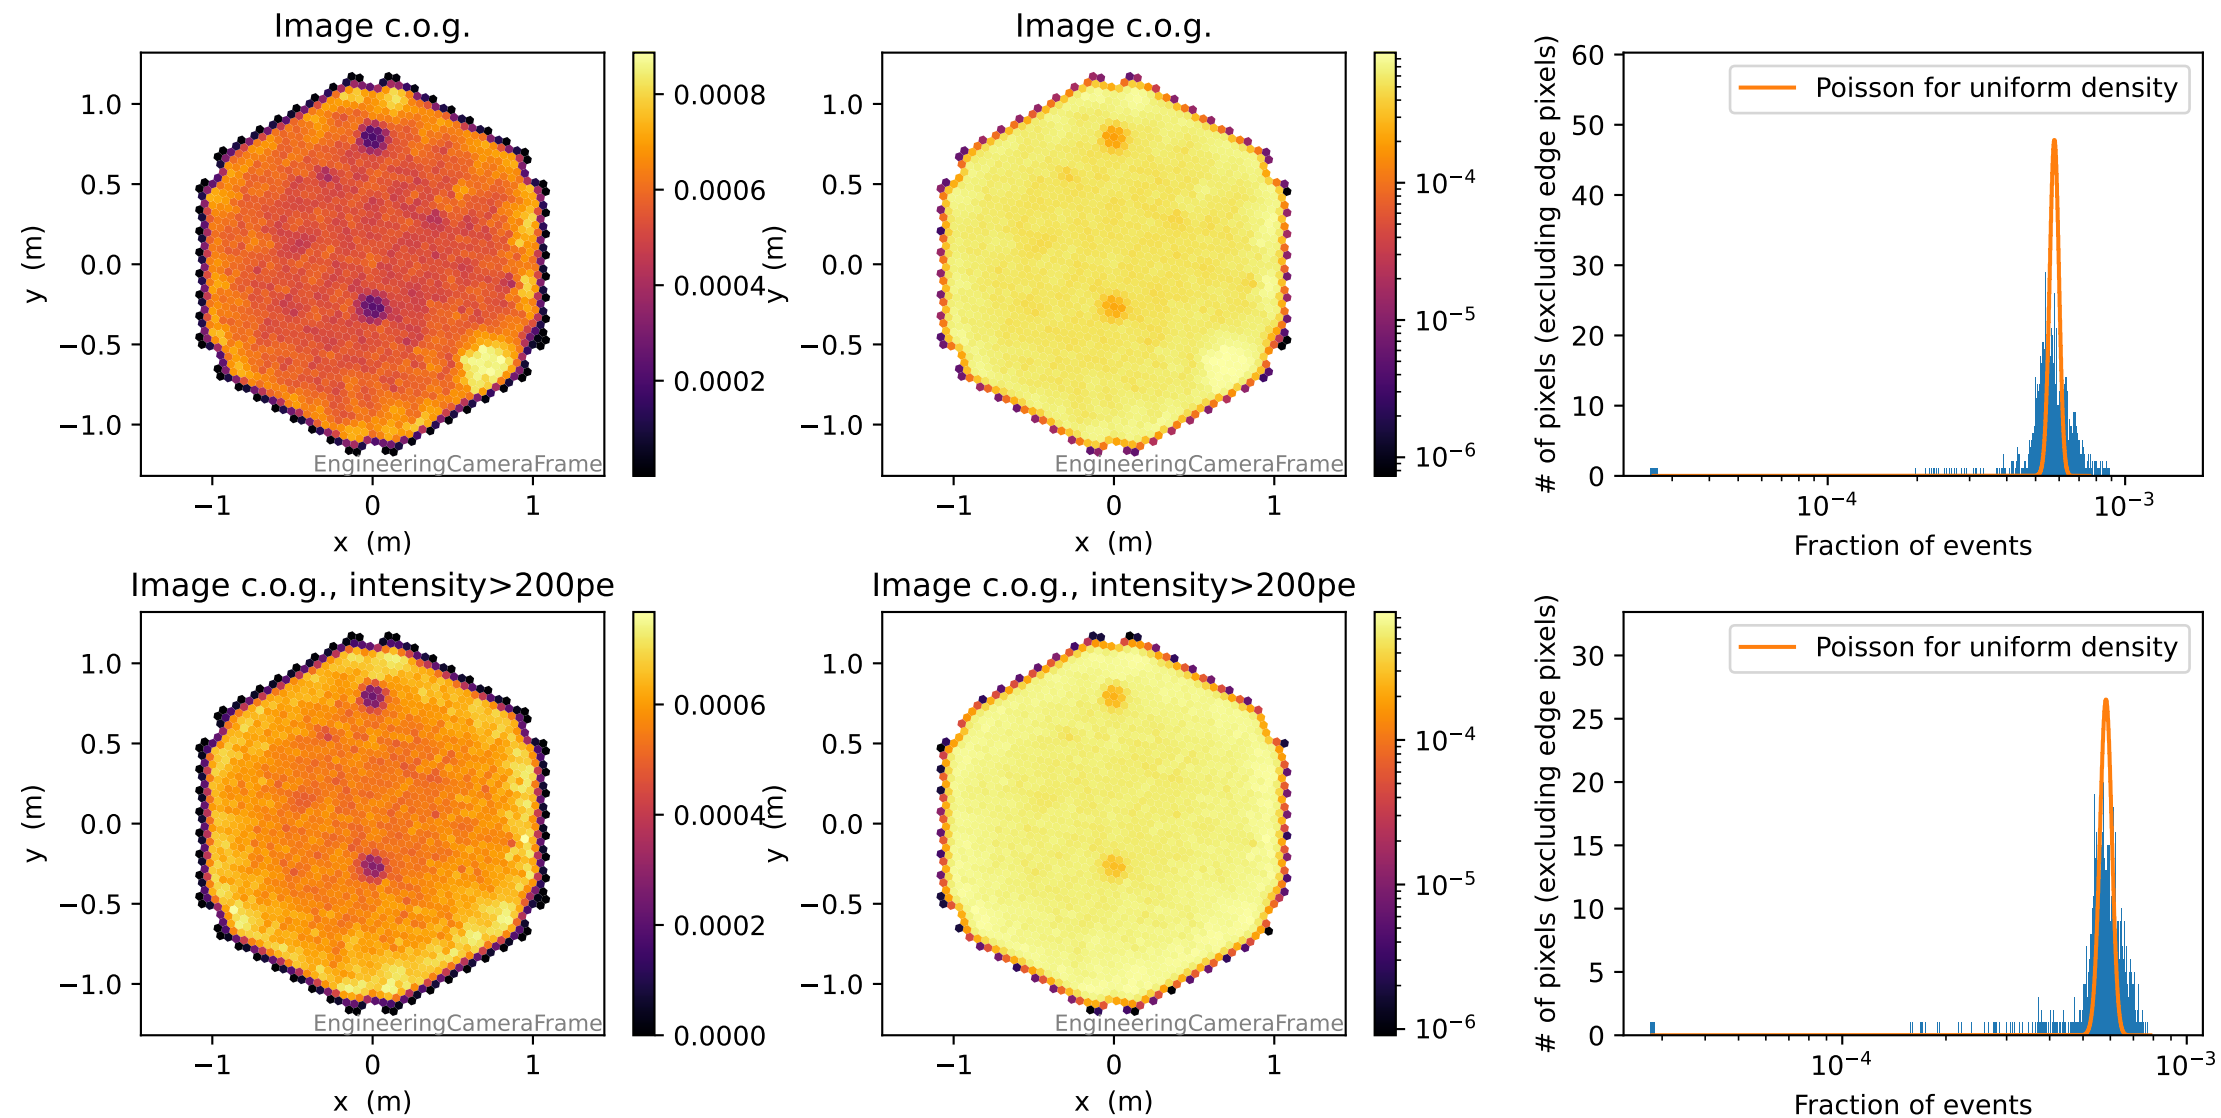 Image c.o.g.
1.0
0.5
0.0
−0.5
−1.0
y (m)
−1
0
1
x (m)
EngineeringCameraFrame
0.0008
0.0006
0.0004
0.0002
Image c.o.g.
1.0
0.5
0.0
−0.5
−1.0
y (m)
−1
0
1
x (m)
EngineeringCameraFrame
10⁻⁴
10⁻⁵
10⁻⁶
# of pixels (excluding edge pixels)
60
50
40
30
20
10
0
Poisson for uniform density
10⁻⁴
10⁻³
Fraction of events
Image c.o.g., intensity>200pe
1.0
0.5
0.0
−0.5
−1.0
y (m)
−1
0
1
x (m)
EngineeringCameraFrame
0.0006
0.0004
0.0002
0.0000
Image c.o.g., intensity>200pe
1.0
0.5
0.0
−0.5
−1.0
y (m)
−1
0
1
x (m)
EngineeringCameraFrame
10⁻⁴
10⁻⁵
10⁻⁶
# of pixels (excluding edge pixels)
30
25
20
15
10
5
0
Poisson for uniform density
10⁻⁴
10⁻³
Fraction of events